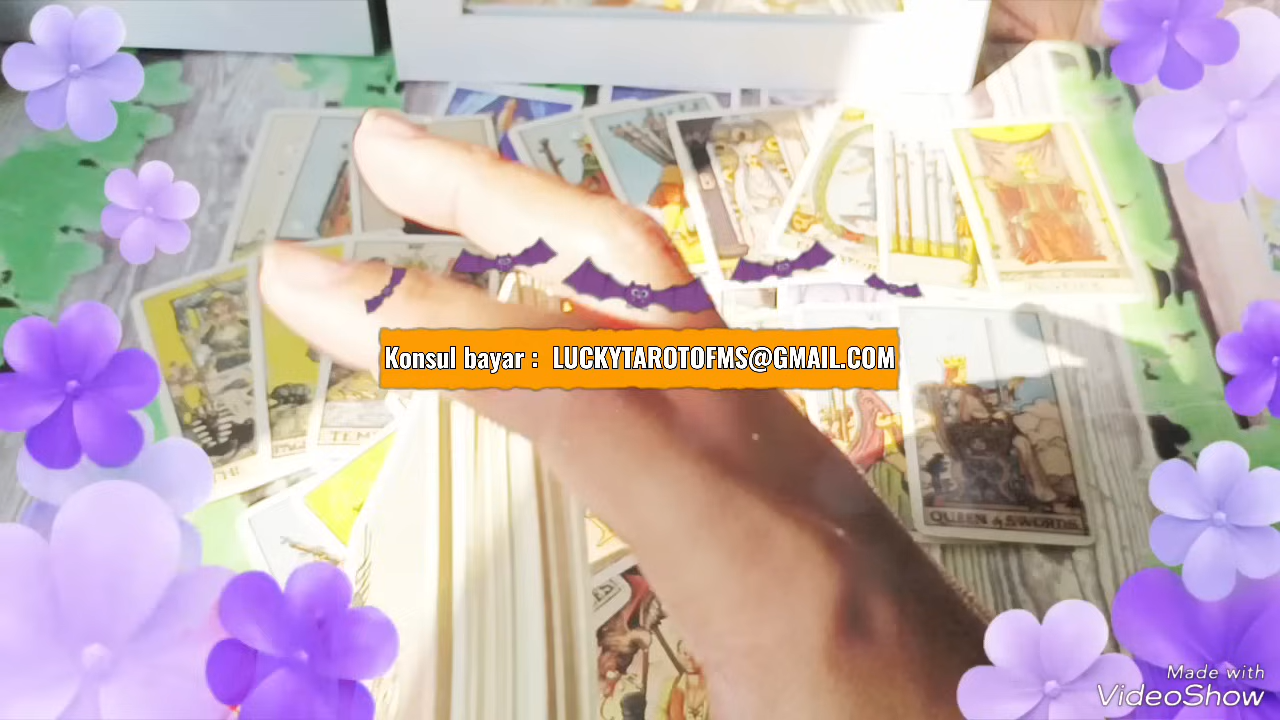 Konsul bayar :  LUCKYTAROTOFMS@GMAIL.COM
QUEEN of SWORDS.
Made with
VideoShow